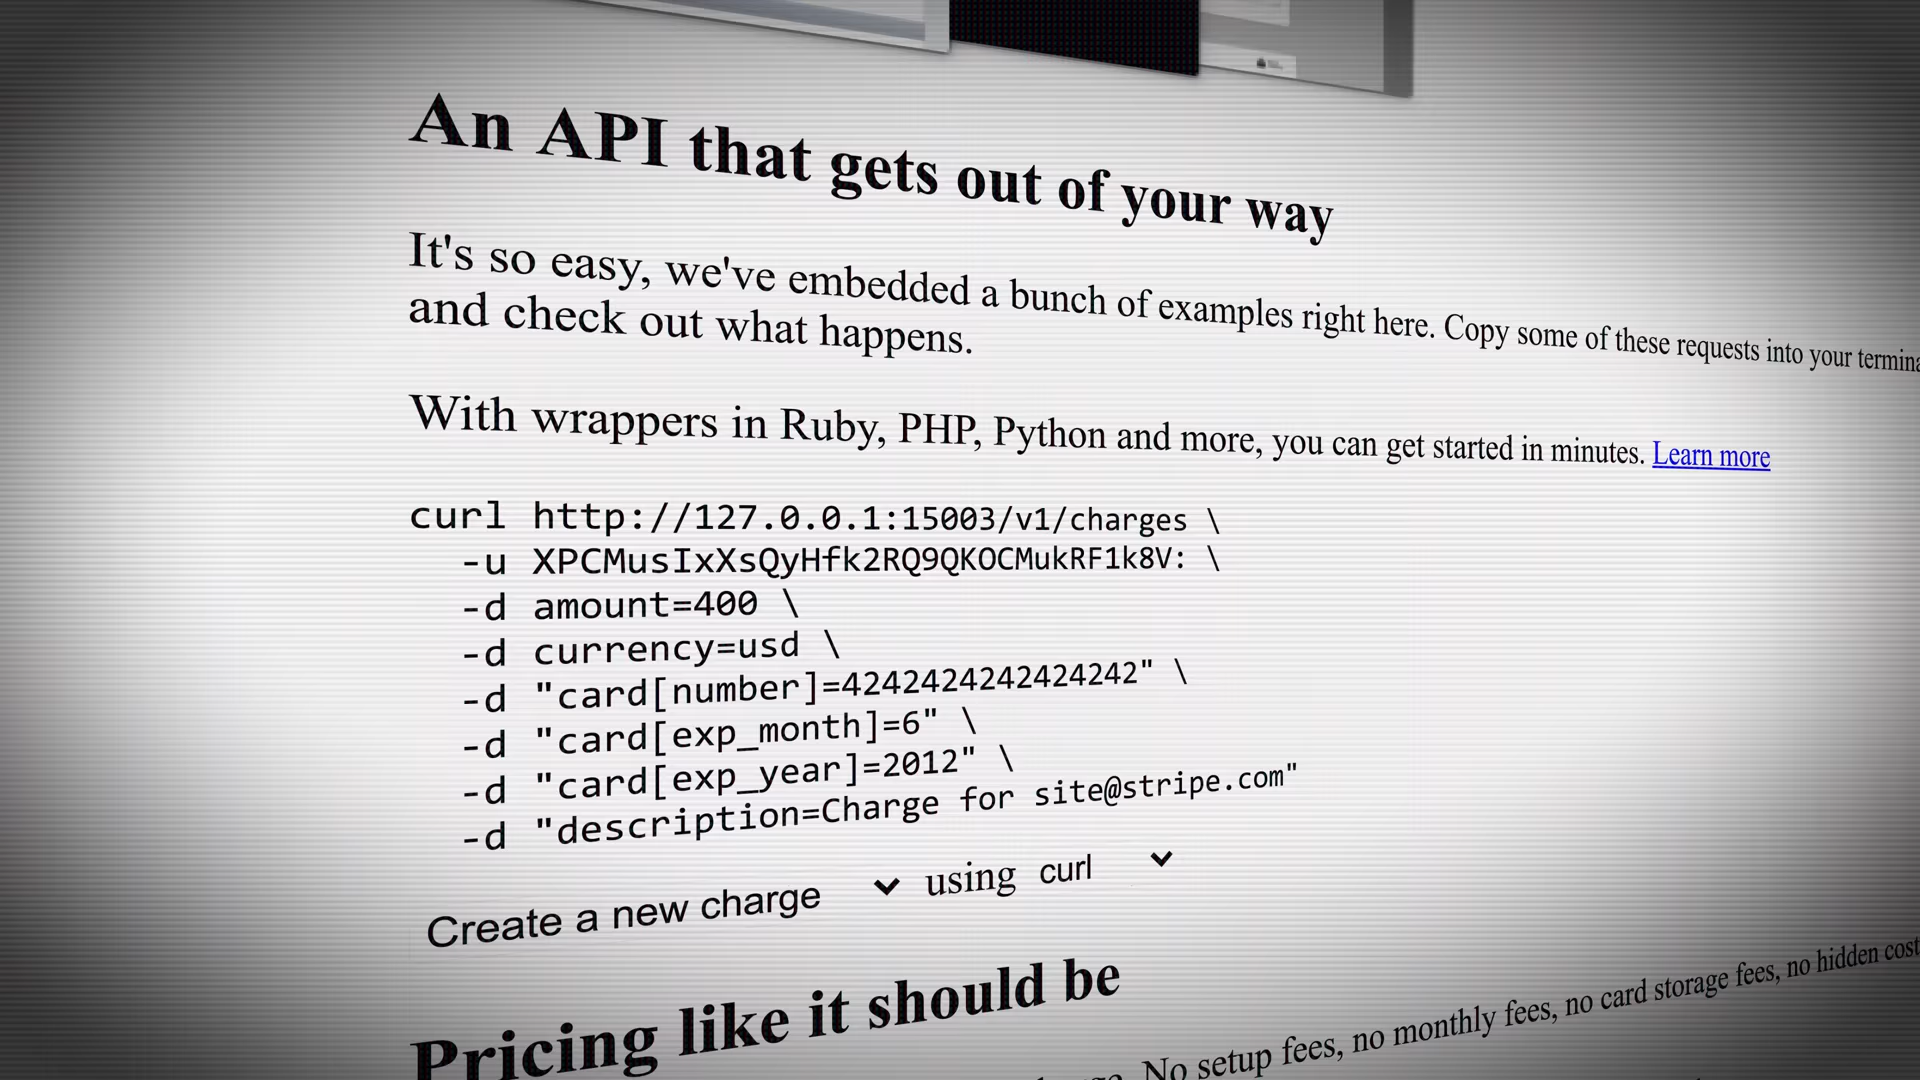 An API that gets out of your way
It's so easy, we've embedded a bunch of examples right here. Copy some of these requests into your
and check out what happens.
With wrappers in Ruby, PHP, Python and more, you can get started in minutes. Learn more
curl http://127.0.0.1:15003/v1/charges \
-u XPCMusIxXsQyHfk2RQ9QKOCMukRF1k8V: \
-d amount=400 \
-d currency=usd \
-d "card[number]=4242424242424242" \
-d "card[exp_month]=6" \
-d "card[exp_year]=2012" \
-d "description=Charge for site@stripe.com"
Create a new charge using curl
Pricing like it should be
No setup fees, no monthly fees, no card storage fees, no hidden